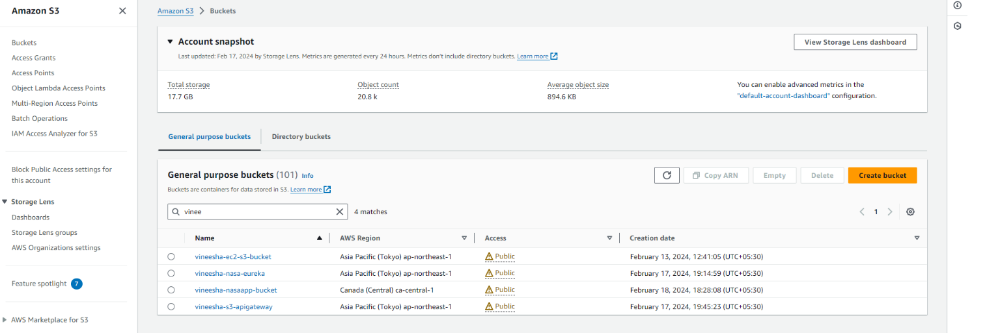 Amazon S3
Buckets
Access Grants
Access Points
Object Lambda Access Points
Multi-Region Access Points
Batch Operations
IAM Access Analyzer for S3
Block Public Access settings for
this account
Storage Lens
Dashboards
Storage Lens groups
AWS Organizations settings
Feature spotlight 7
AWS Marketplace for S3
Amazon S3 > Buckets
Account snapshot
View Storage Lens dashboard
Last updated: Feb 17, 2024 by Storage Lens. Metrics are generated every 24 hours. Metrics don't include directory buckets. Learn more
Total storage
17.7 GB
Object count
20.8 k
Average object size
894.6 KB
You can enable advanced metrics in the
"default-account-dashboard" configuration.
General purpose buckets Directory buckets
General purpose buckets (101) Info
Buckets are containers for data stored in S3. Learn more
Copy ARN Empty Delete Create bucket
vinee 4 matches
1
Name AWS Region Access Creation date
vineesha-ec2-s3-bucket Asia Pacific (Tokyo) ap-northeast-1 Public February 13, 2024, 12:41:05 (UTC+05:30)
vineesha-nasa-eureka Asia Pacific (Tokyo) ap-northeast-1 Public February 17, 2024, 19:14:59 (UTC+05:30)
vineesha-nasaapp-bucket Canada (Central) ca-central-1 Public February 18, 2024, 18:28:08 (UTC+05:30)
vineesha-s3-apigateway Asia Pacific (Tokyo) ap-northeast-1 Public February 17, 2024, 19:45:23 (UTC+05:30)